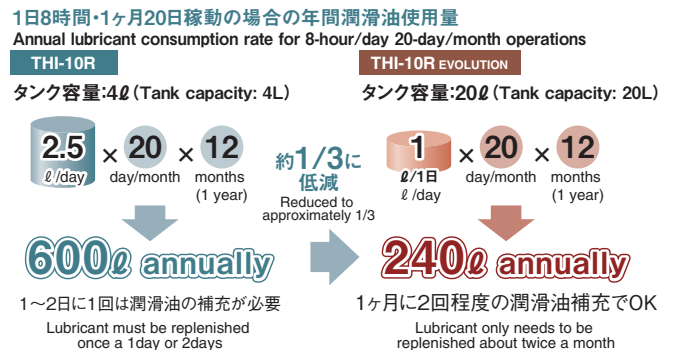 1日8時間・1ヶ月20日稼動の場合の年間潤滑油使用量
Annual lubricant consumption rate for 8-hour/day 20-day/month operations
THI-10R
タンク容量:4ℓ(Tank capacity: 4L)
2.5 × 20 × 12
ℓ/day day/month months
(1 year)
600ℓ annually
1〜2日に1回は潤滑油の補充が必要
Lubricant must be replenished
once a 1day or 2days
約1/3に
低減
Reduced to
approximately 1/3
THI-10R EVOLUTION
タンク容量:20ℓ(Tank capacity: 20L)
1 × 20 × 12
ℓ/1日
ℓ/day day/month months
(1 year)
240ℓ annually
1ヶ月に2回程度の潤滑油補充でOK
Lubricant only needs to be
replenished about twice a month